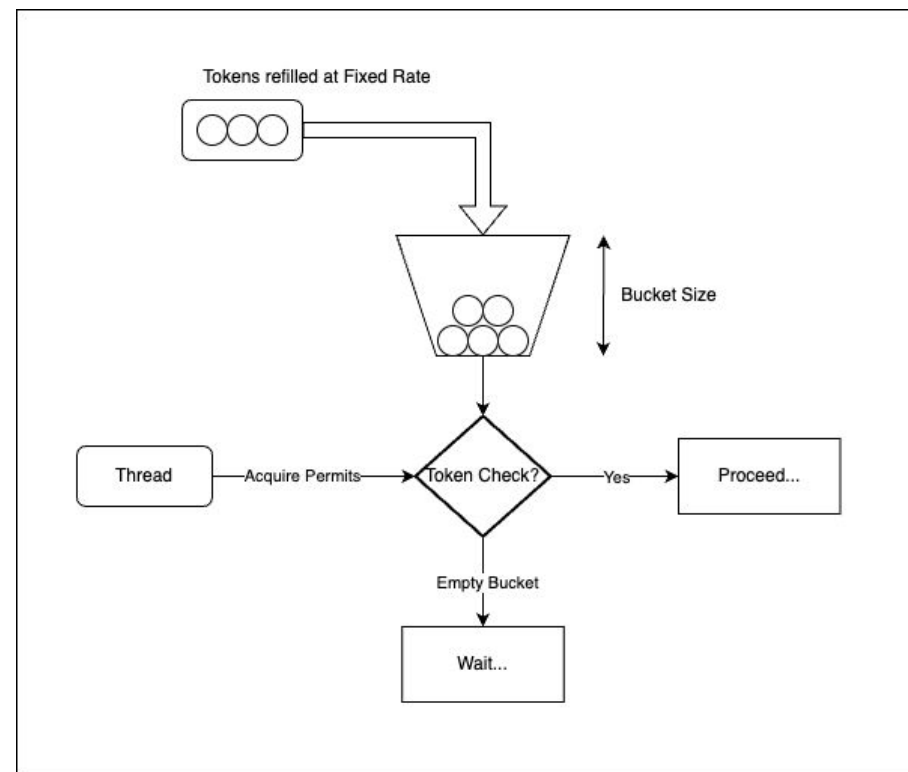 Tokens refilled at Fixed Rate
Bucket Size
Thread
Acquire Permits
Token Check?
Yes
Proceed...
Empty Bucket
Wait...